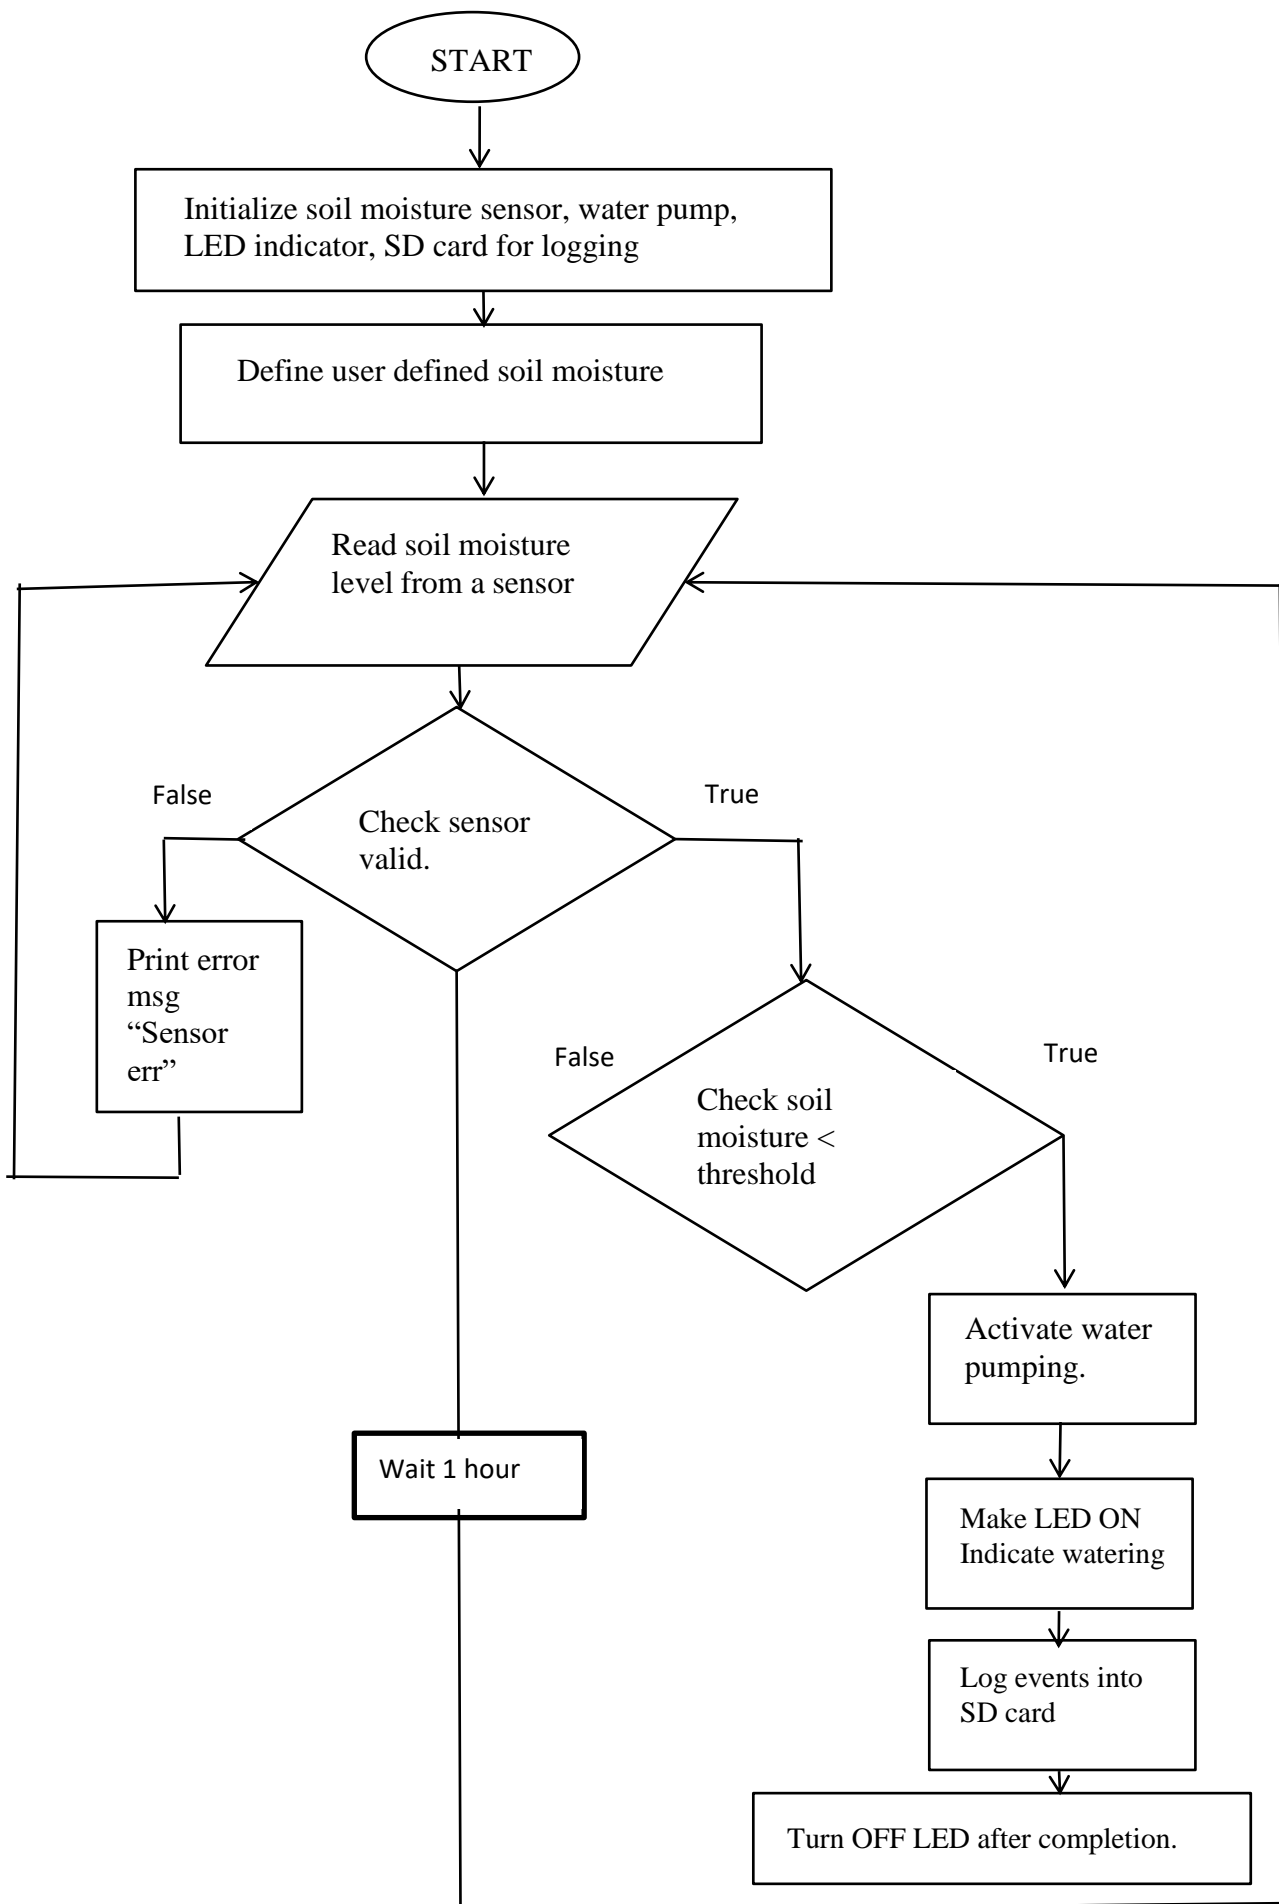 START
Initialize soil moisture sensor, water pump,
LED indicator, SD card for logging
Define user defined soil moisture
Read soil moisture
level from a sensor
False
True
Check sensor
valid.
Print error
msg
“Sensor
err”
False
True
Check soil
moisture <
threshold
Activate water
pumping.
Wait 1 hour
Make LED ON
Indicate watering
Log events into
SD card
Turn OFF LED after completion.